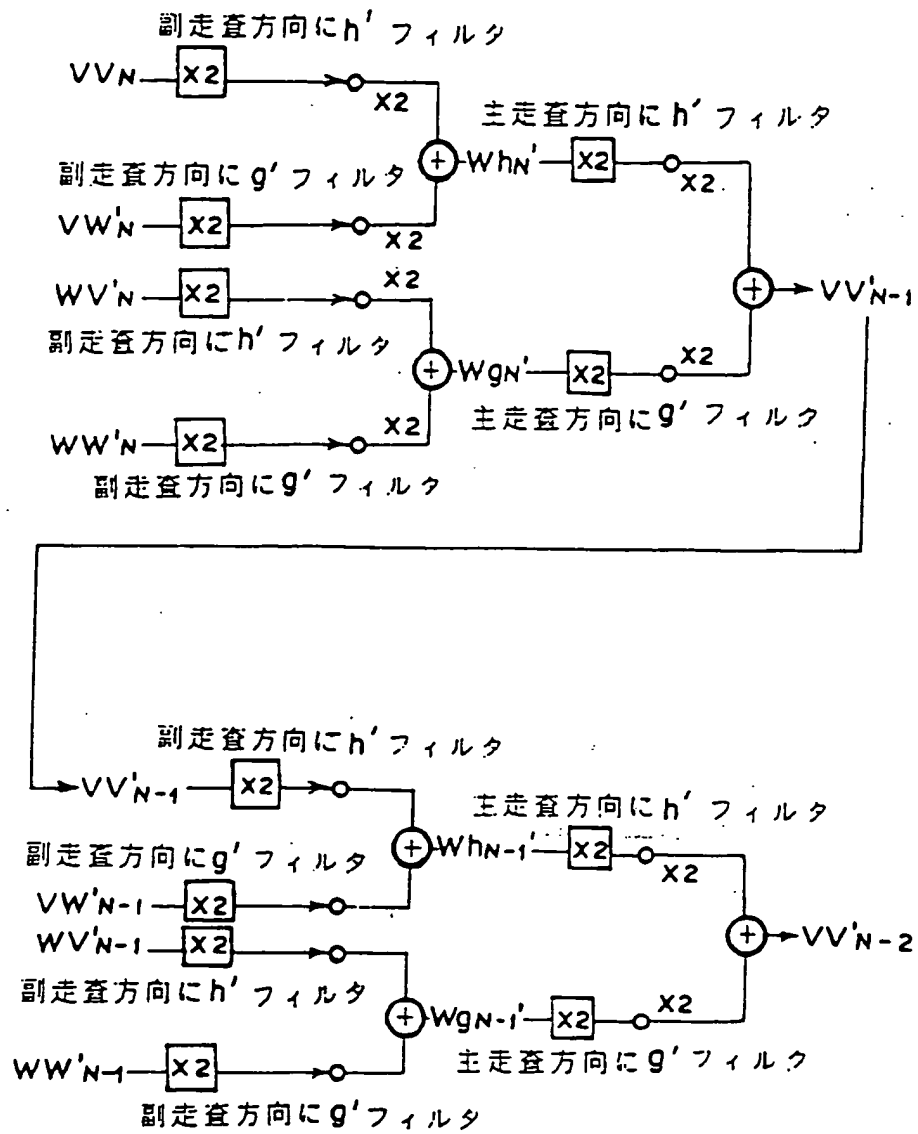 副走査方向にh' フィルタ
VVN X2 X2
主走査方向にh' フィルタ
WhN' X2 X2
副走査方向にg' フィルタ
VW'N X2 X2
WV'N X2 X2
VV'N-1
副走査方向にh' フィルタ
WgN' X2 X2
主走査方向にg' フィルタ
WW'N X2 X2
副走査方向にg' フィルタ
副走査方向にh' フィルタ
VV'N-1 X2
主走査方向にh' フィルタ
WhN-1' X2 X2
副走査方向にg' フィルタ
VW'N-1 X2
WV'N-1 X2
VV'N-2
副走査方向にh' フィルタ
WgN-1' X2 X2
主走査方向にg' フィルタ
WW'N-1 X2
副走査方向にg' フィルタ